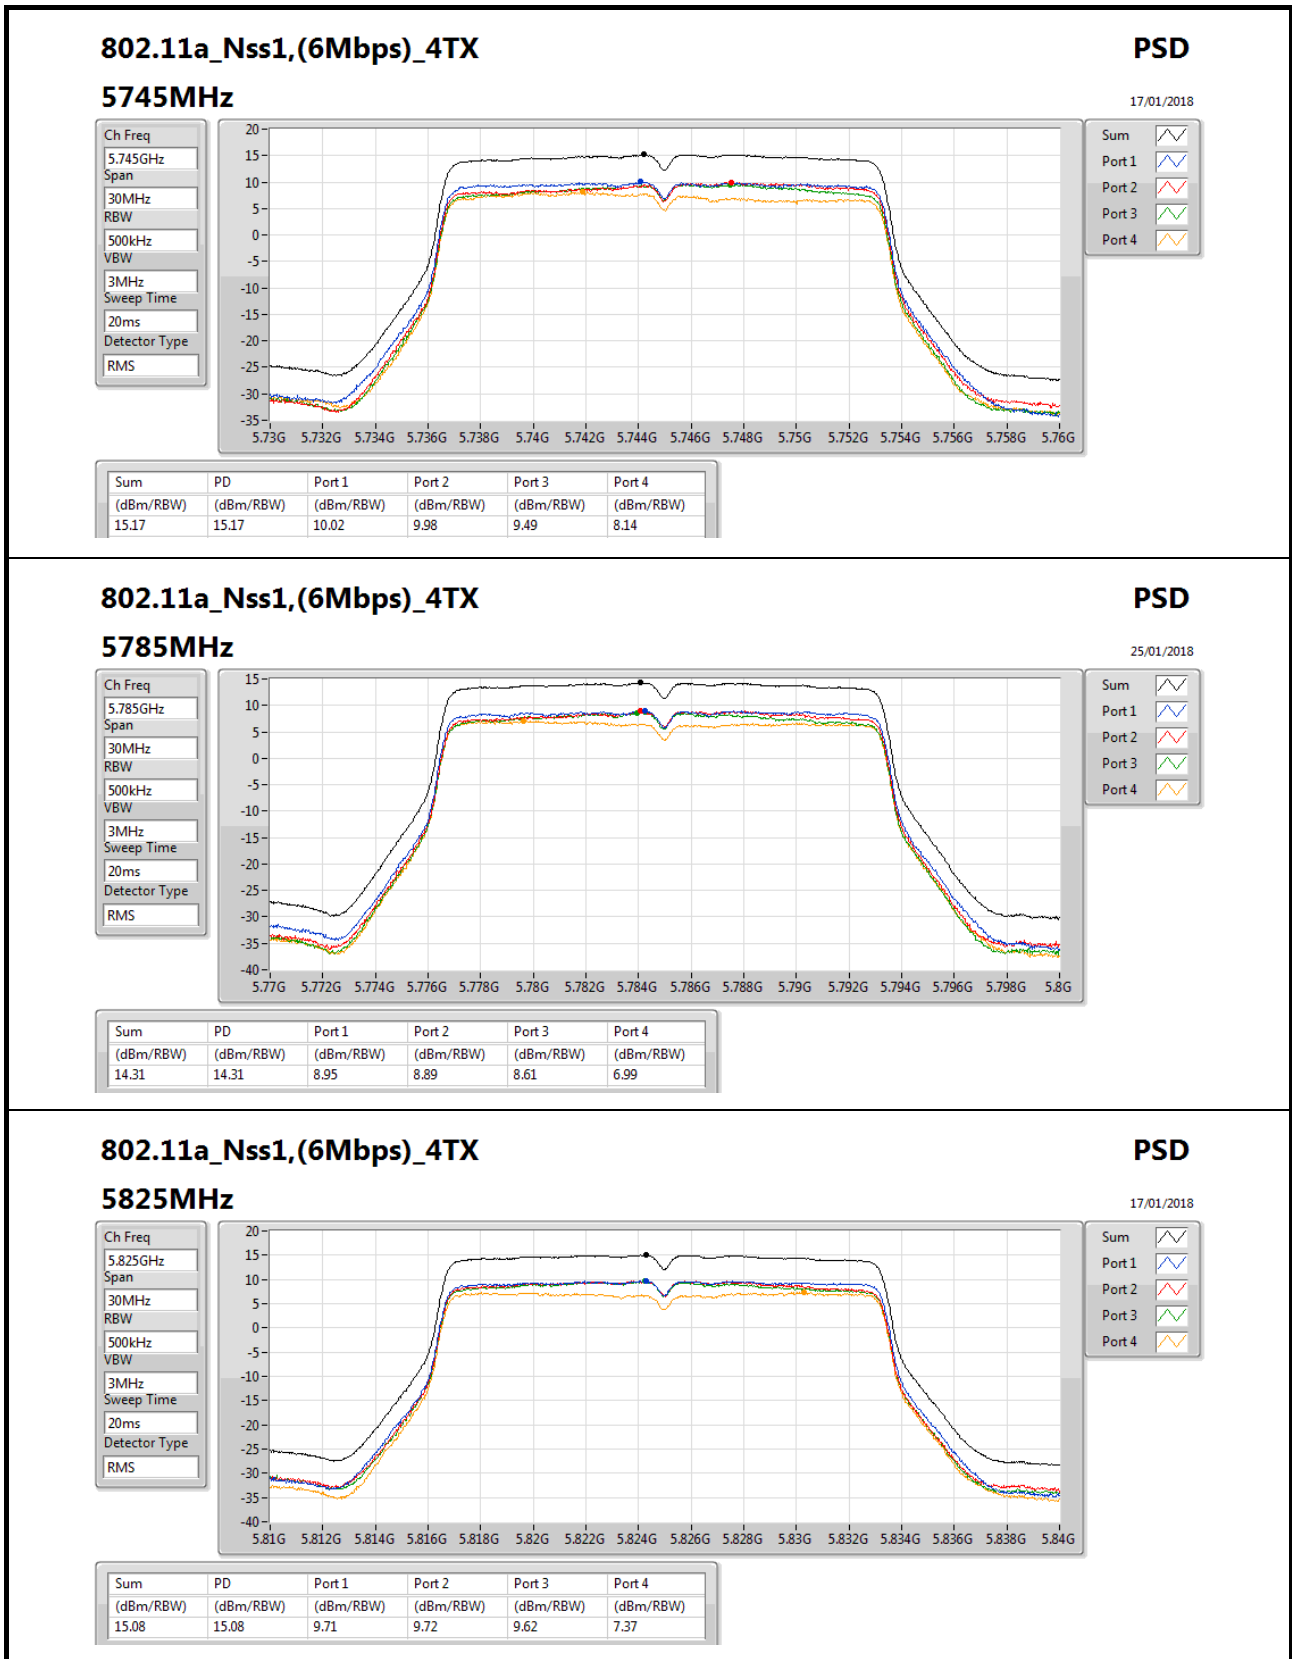 802.11a_Nss1,(6Mbps)_4TX PSD
5745MHz 17/01/2018
Ch Freq
5.745GHz
Span
30MHz
RBW
500kHz
VBW
3MHz
Sweep Time
20ms
Detector Type
RMS
20
15
10
5
0
-5
-10
-15
-20
-25
-30
-35
5.73G 5.732G 5.734G 5.736G 5.738G 5.74G 5.742G 5.744G 5.746G 5.748G 5.75G 5.752G 5.754G 5.756G 5.758G 5.76G
Sum
Port 1
Port 2
Port 3
Port 4
Sum PD Port 1 Port 2 Port 3 Port 4
(dBm/RBW) (dBm/RBW) (dBm/RBW) (dBm/RBW) (dBm/RBW) (dBm/RBW)
15.17 15.17 10.02 9.98 9.49 8.14
802.11a_Nss1,(6Mbps)_4TX PSD
5785MHz 25/01/2018
Ch Freq
5.785GHz
Span
30MHz
RBW
500kHz
VBW
3MHz
Sweep Time
20ms
Detector Type
RMS
15
10
5
0
-5
-10
-15
-20
-25
-30
-35
-40
5.77G 5.772G 5.774G 5.776G 5.778G 5.78G 5.782G 5.784G 5.786G 5.788G 5.79G 5.792G 5.794G 5.796G 5.798G 5.8G
Sum
Port 1
Port 2
Port 3
Port 4
Sum PD Port 1 Port 2 Port 3 Port 4
(dBm/RBW) (dBm/RBW) (dBm/RBW) (dBm/RBW) (dBm/RBW) (dBm/RBW)
14.31 14.31 8.95 8.89 8.61 6.99
802.11a_Nss1,(6Mbps)_4TX PSD
5825MHz 17/01/2018
Ch Freq
5.825GHz
Span
30MHz
RBW
500kHz
VBW
3MHz
Sweep Time
20ms
Detector Type
RMS
20
15
10
5
0
-5
-10
-15
-20
-25
-30
-35
-40
5.81G 5.812G 5.814G 5.816G 5.818G 5.82G 5.822G 5.824G 5.826G 5.828G 5.83G 5.832G 5.834G 5.836G 5.838G 5.84G
Sum
Port 1
Port 2
Port 3
Port 4
Sum PD Port 1 Port 2 Port 3 Port 4
(dBm/RBW) (dBm/RBW) (dBm/RBW) (dBm/RBW) (dBm/RBW) (dBm/RBW)
15.08 15.08 9.71 9.72 9.62 7.37